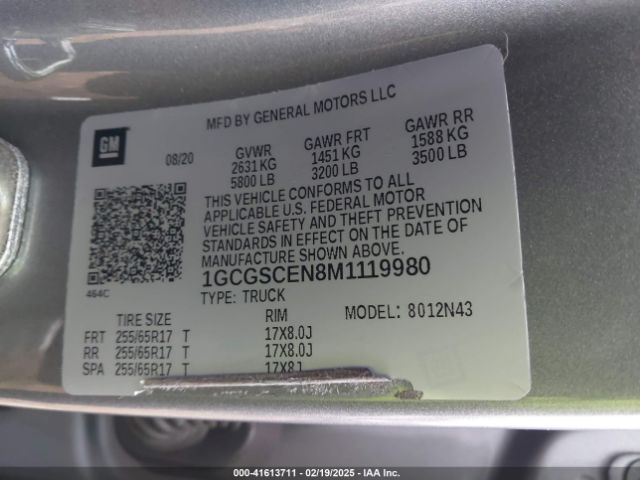 MFD BY GENERAL MOTORS LLC
GM
08/20
GVWR GAWR FRT GAWR RR
2631 KG 1451 KG 1588 KG
5800 LB 3200 LB 3500 LB
THIS VEHICLE CONFORMS TO ALL
APPLICABLE U.S. FEDERAL MOTOR
VEHICLE SAFETY AND THEFT PREVENTION
STANDARDS IN EFFECT ON THE DATE OF
MANUFACTURE SHOWN ABOVE.
464C
1GCGSCEN8M1119980
TYPE: TRUCK
MODEL: 8012N43
TIRE SIZE RIM
FRT 255/65R17 T 17X8.0J
RR 255/65R17 T 17X8.0J
SPA 255/65R17 T 17X8J
000-41613711 - 02/19/2025 - IAA Inc.